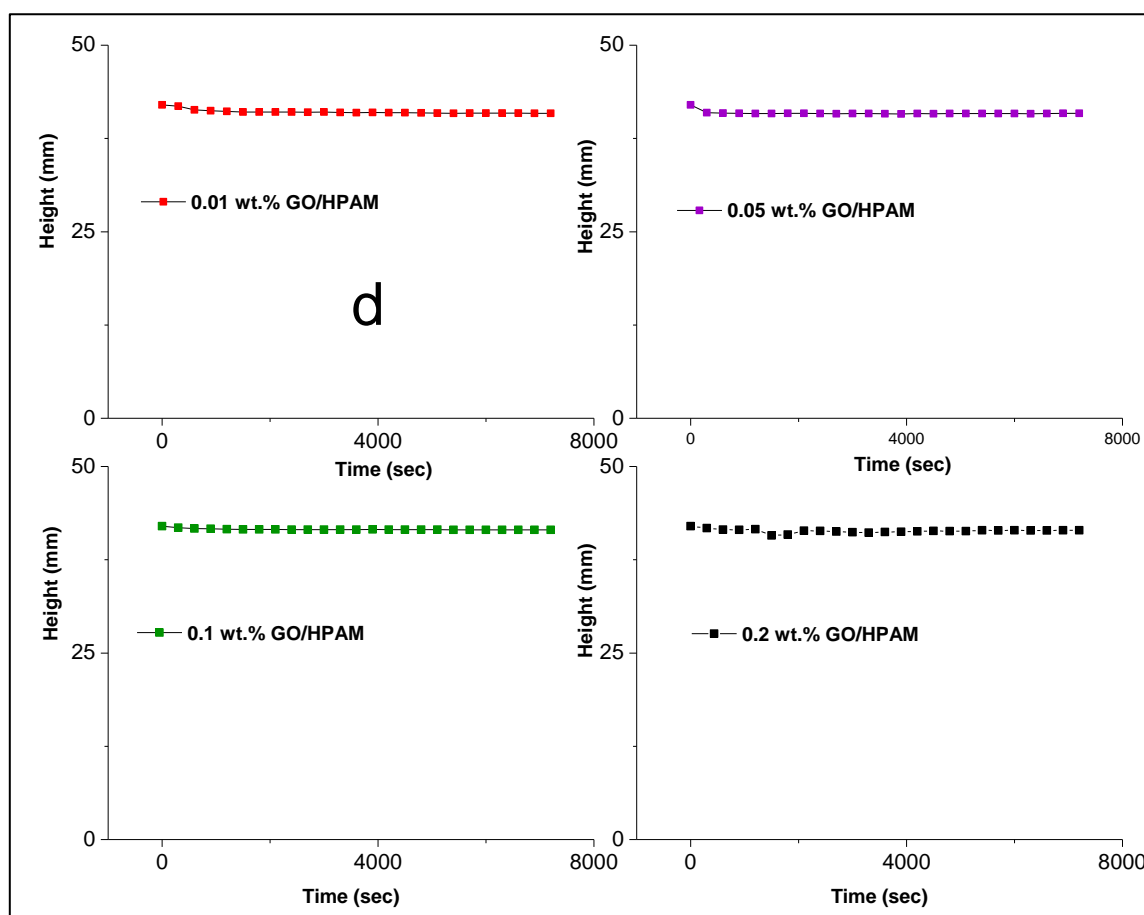 50
25
0
Height (mm)
0.01 wt.% GO/HPAM
d
0 4000 8000
Time (sec)
50
25
0
Height (mm)
0.05 wt.% GO/HPAM
0 4000 8000
Time (sec)
50
25
0
Height (mm)
0.1 wt.% GO/HPAM
0 4000 8000
Time (sec)
50
25
0
Height (mm)
0.2 wt.% GO/HPAM
0 4000 8000
Time (sec)